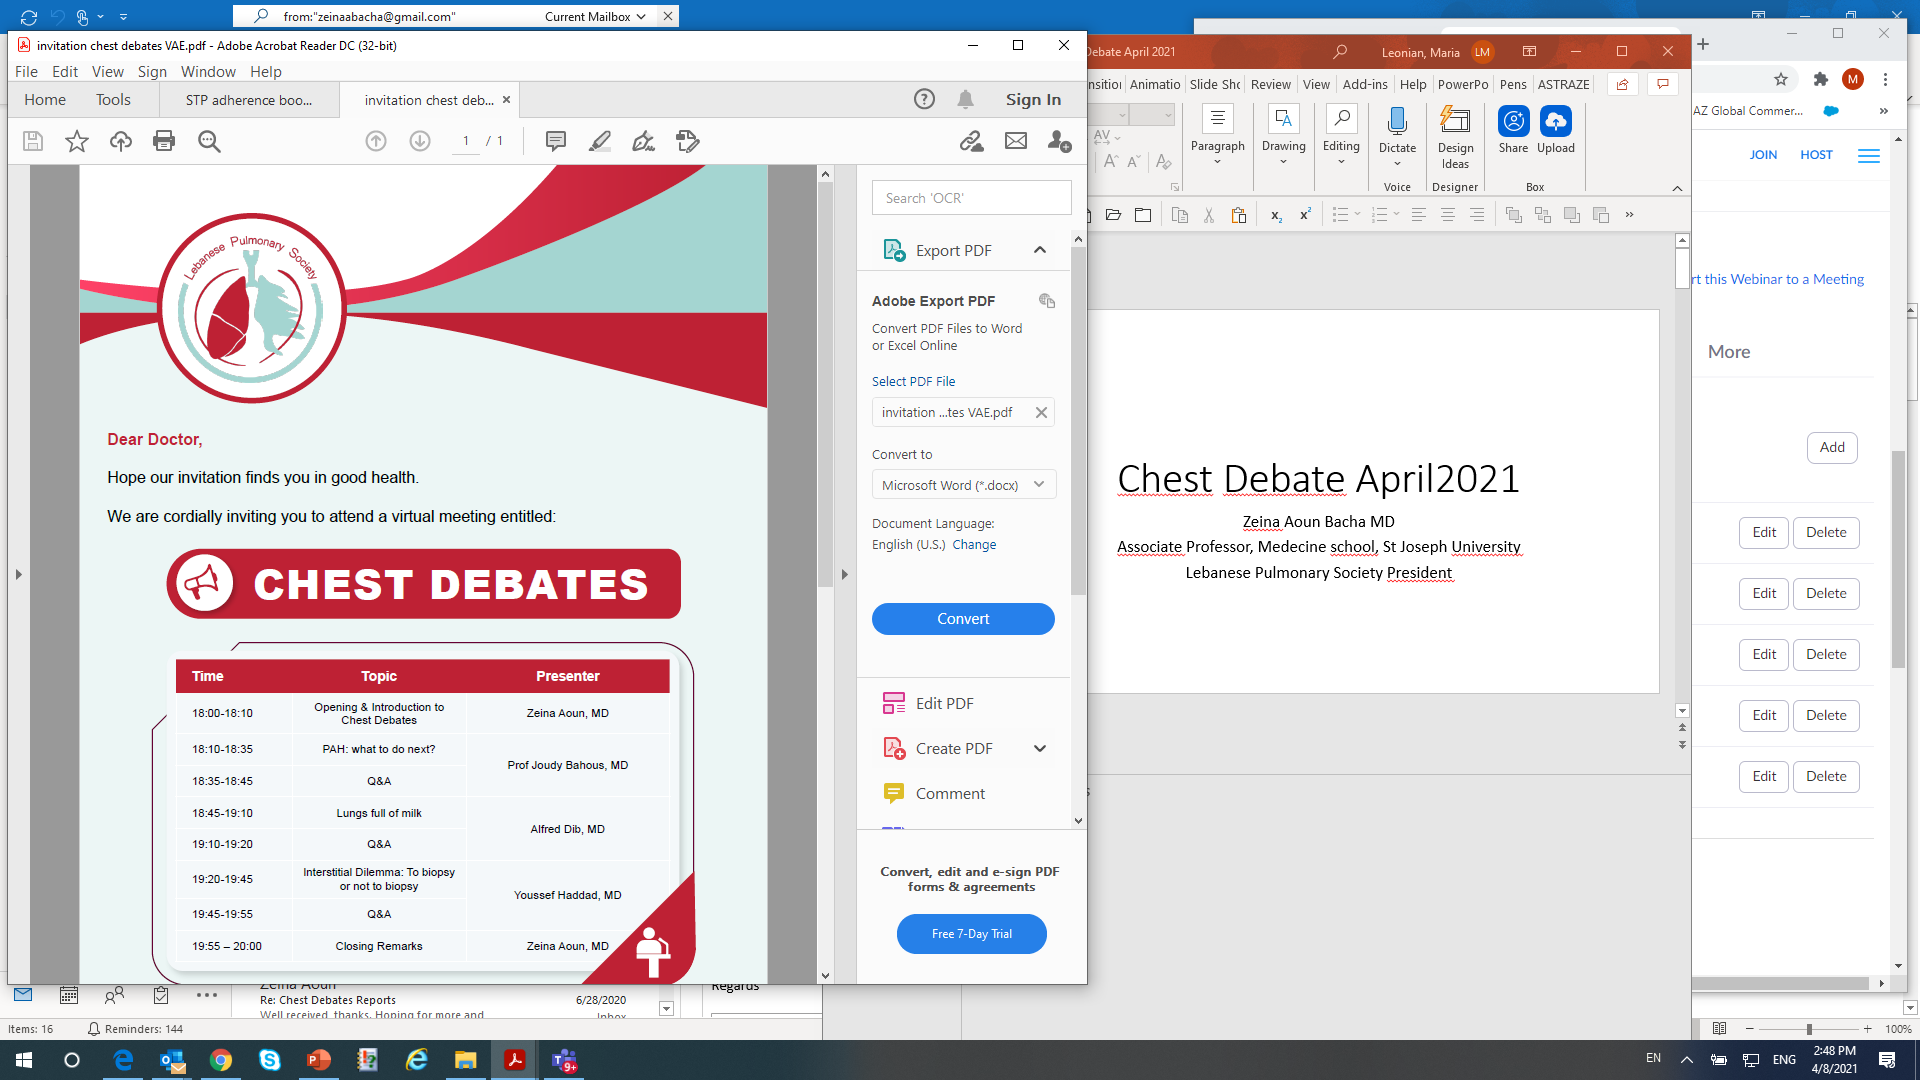 from:"zeinaabacha@gmail.com"
Current Mailbox
invitation chest debates VAE.pdf - Adobe Acrobat Reader DC (32-bit)
File Edit View Sign Window Help
Home Tools STP adherence boo... invitation chest deb... Sign In
1 / 1
Lebanese Pulmonary Society
Dear Doctor,
Hope our invitation finds you in good health.
We are cordially inviting you to attend a virtual meeting entitled:
CHEST DEBATES
Time Topic Presenter
18:00-18:10 Opening & Introduction to Chest Debates Zeina Aoun, MD
18:10-18:35 PAH: what to do next?
Prof Joudy Bahous, MD
18:35-18:45 Q&A
18:45-19:10 Lungs full of milk
Alfred Dib, MD
19:10-19:20 Q&A
19:20-19:45 Interstitial Dilemma: To biopsy or not to biopsy
Youssef Haddad, MD
19:45-19:55 Q&A
19:55 – 20:00 Closing Remarks Zeina Aoun, MD
Search 'OCR'
Export PDF
Adobe Export PDF
Convert PDF Files to Word
or Excel Online
Select PDF File
invitation ...tes VAE.pdf
Convert to
Microsoft Word (*.docx)
Document Language:
English (U.S.) Change
Convert
Edit PDF
Create PDF
Comment
Convert, edit and e-sign PDF
forms & agreements
Free 7-Day Trial
Debate April 2021
Leonian, Maria LM
Animatio Slide Sho Review View Add-ins Help PowerPo Pens ASTRAZE
Paragraph Drawing Editing Dictate Design Ideas Share Upload
Voice Designer Box
Chest Debate April2021
Zeina Aoun Bacha MD
Associate Professor, Medecine school, St Joseph University
Lebanese Pulmonary Society President
M
AZ Global Commer...
JOIN HOST
rt this Webinar to a Meeting
More
Add
Edit Delete
Edit Delete
Edit Delete
Edit Delete
Edit Delete
Zeina Aoun
Re: Chest Debates Reports 6/28/2020
Well received, thanks. Hoping for more and Inbox
Regards
Items: 16 Reminders: 144
100%
9+
EN ENG
2:48 PM
4/8/2021